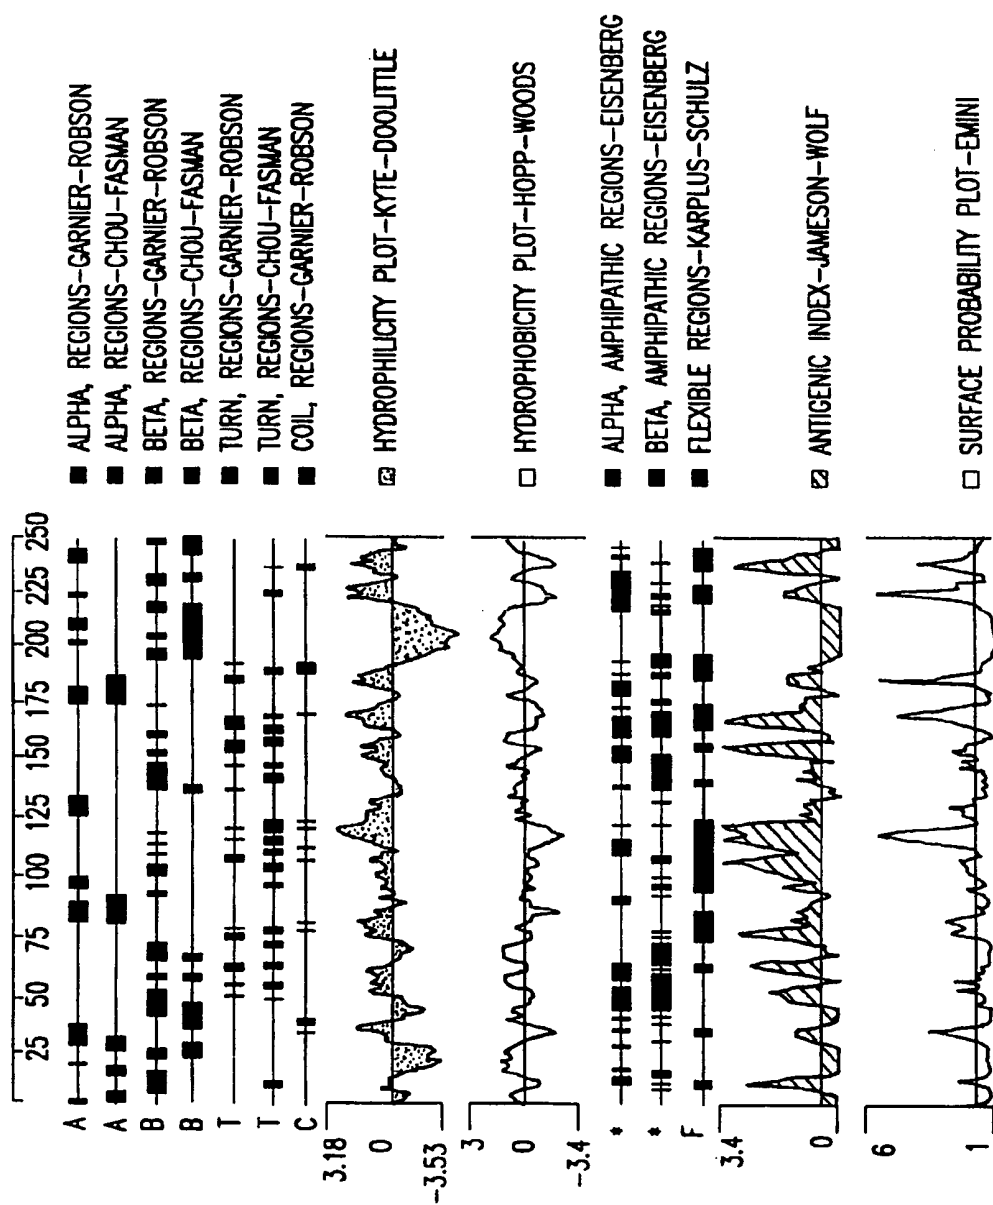 25 50 75 100 125 150 175 200 225 250
A ALPHA, REGIONS-GARNIER-ROBSON
A ALPHA, REGIONS-CHOU-FASMAN
B BETA, REGIONS-GARNIER-ROBSON
B BETA, REGIONS-CHOU-FASMAN
T TURN, REGIONS-GARNIER-ROBSON
T TURN, REGIONS-CHOU-FASMAN
C COIL, REGIONS-GARNIER-ROBSON
3.18
0 HYDROPHILICITY PLOT-KYTE-DOOLITTLE
-3.53
3
0 HYDROPHOBICITY PLOT-HOPP-WOODS
-3.4
* ALPHA, AMPHIPATHIC REGIONS-EISENBERG
* BETA, AMPHIPATHIC REGIONS-EISENBERG
F FLEXIBLE REGIONS-KARPLUS-SCHULZ
3.4
ANTIGENIC INDEX-JAMESON-WOLF
0
6
SURFACE PROBABILITY PLOT-EMINI
1